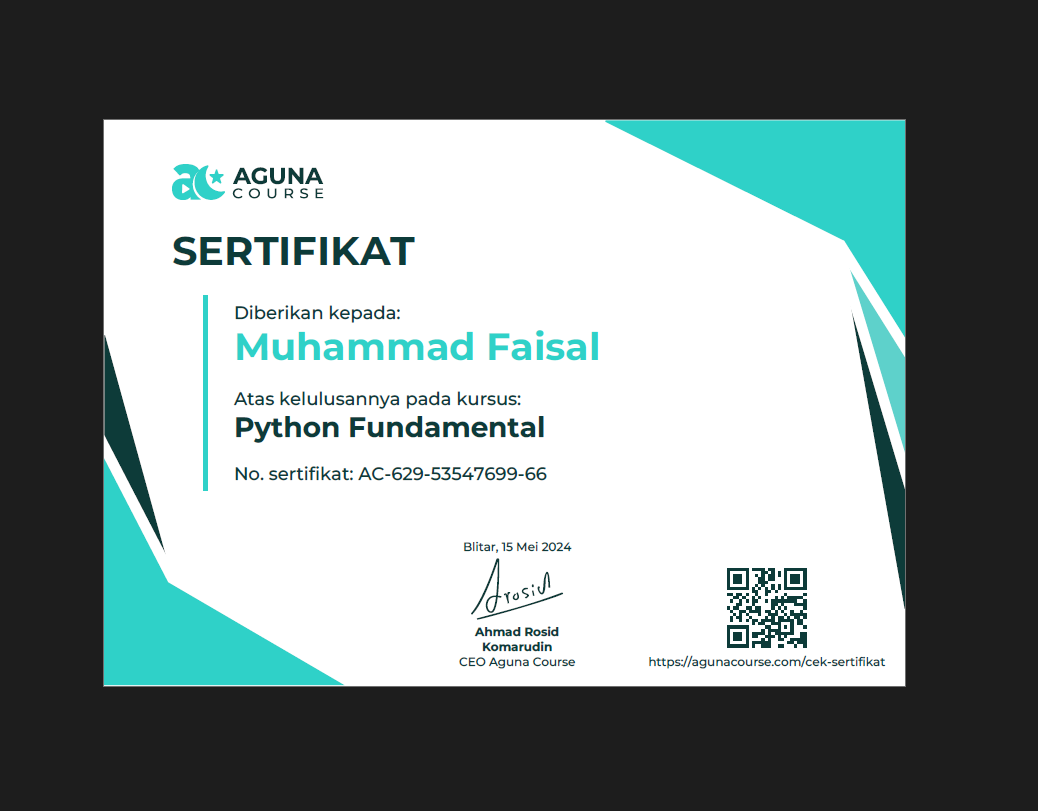 AGUNA
COURSE
SERTIFIKAT
Diberikan kepada:
Muhammad Faisal
Atas kelulusannya pada kursus:
Python Fundamental
No. sertifikat: AC-629-53547699-66
Blitar, 15 Mei 2024
Arosid
Ahmad Rosid
Komarudin
CEO Aguna Course
https://agunacourse.com/cek-sertifikat